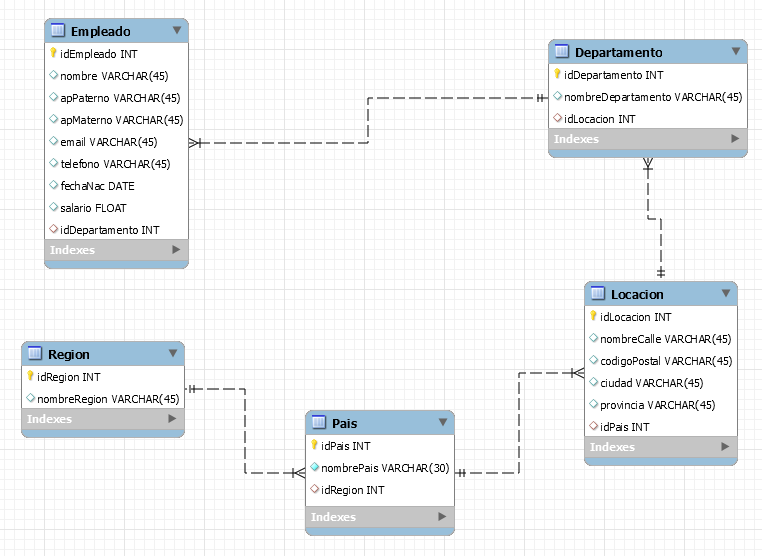 Empleado
idEmpleado INT
nombre VARCHAR(45)
apPaterno VARCHAR(45)
apMaterno VARCHAR(45)
email VARCHAR(45)
telefono VARCHAR(45)
fechaNac DATE
salario FLOAT
idDepartamento INT
Indexes
Departamento
idDepartamento INT
nombreDepartamento VARCHAR(45)
idLocacion INT
Indexes
Locacion
idLocacion INT
nombreCalle VARCHAR(45)
codigoPostal VARCHAR(45)
ciudad VARCHAR(45)
provincia VARCHAR(45)
idPais INT
Indexes
Region
idRegion INT
nombreRegion VARCHAR(45)
Indexes
Pais
idPais INT
nombrePais VARCHAR(30)
idRegion INT
Indexes